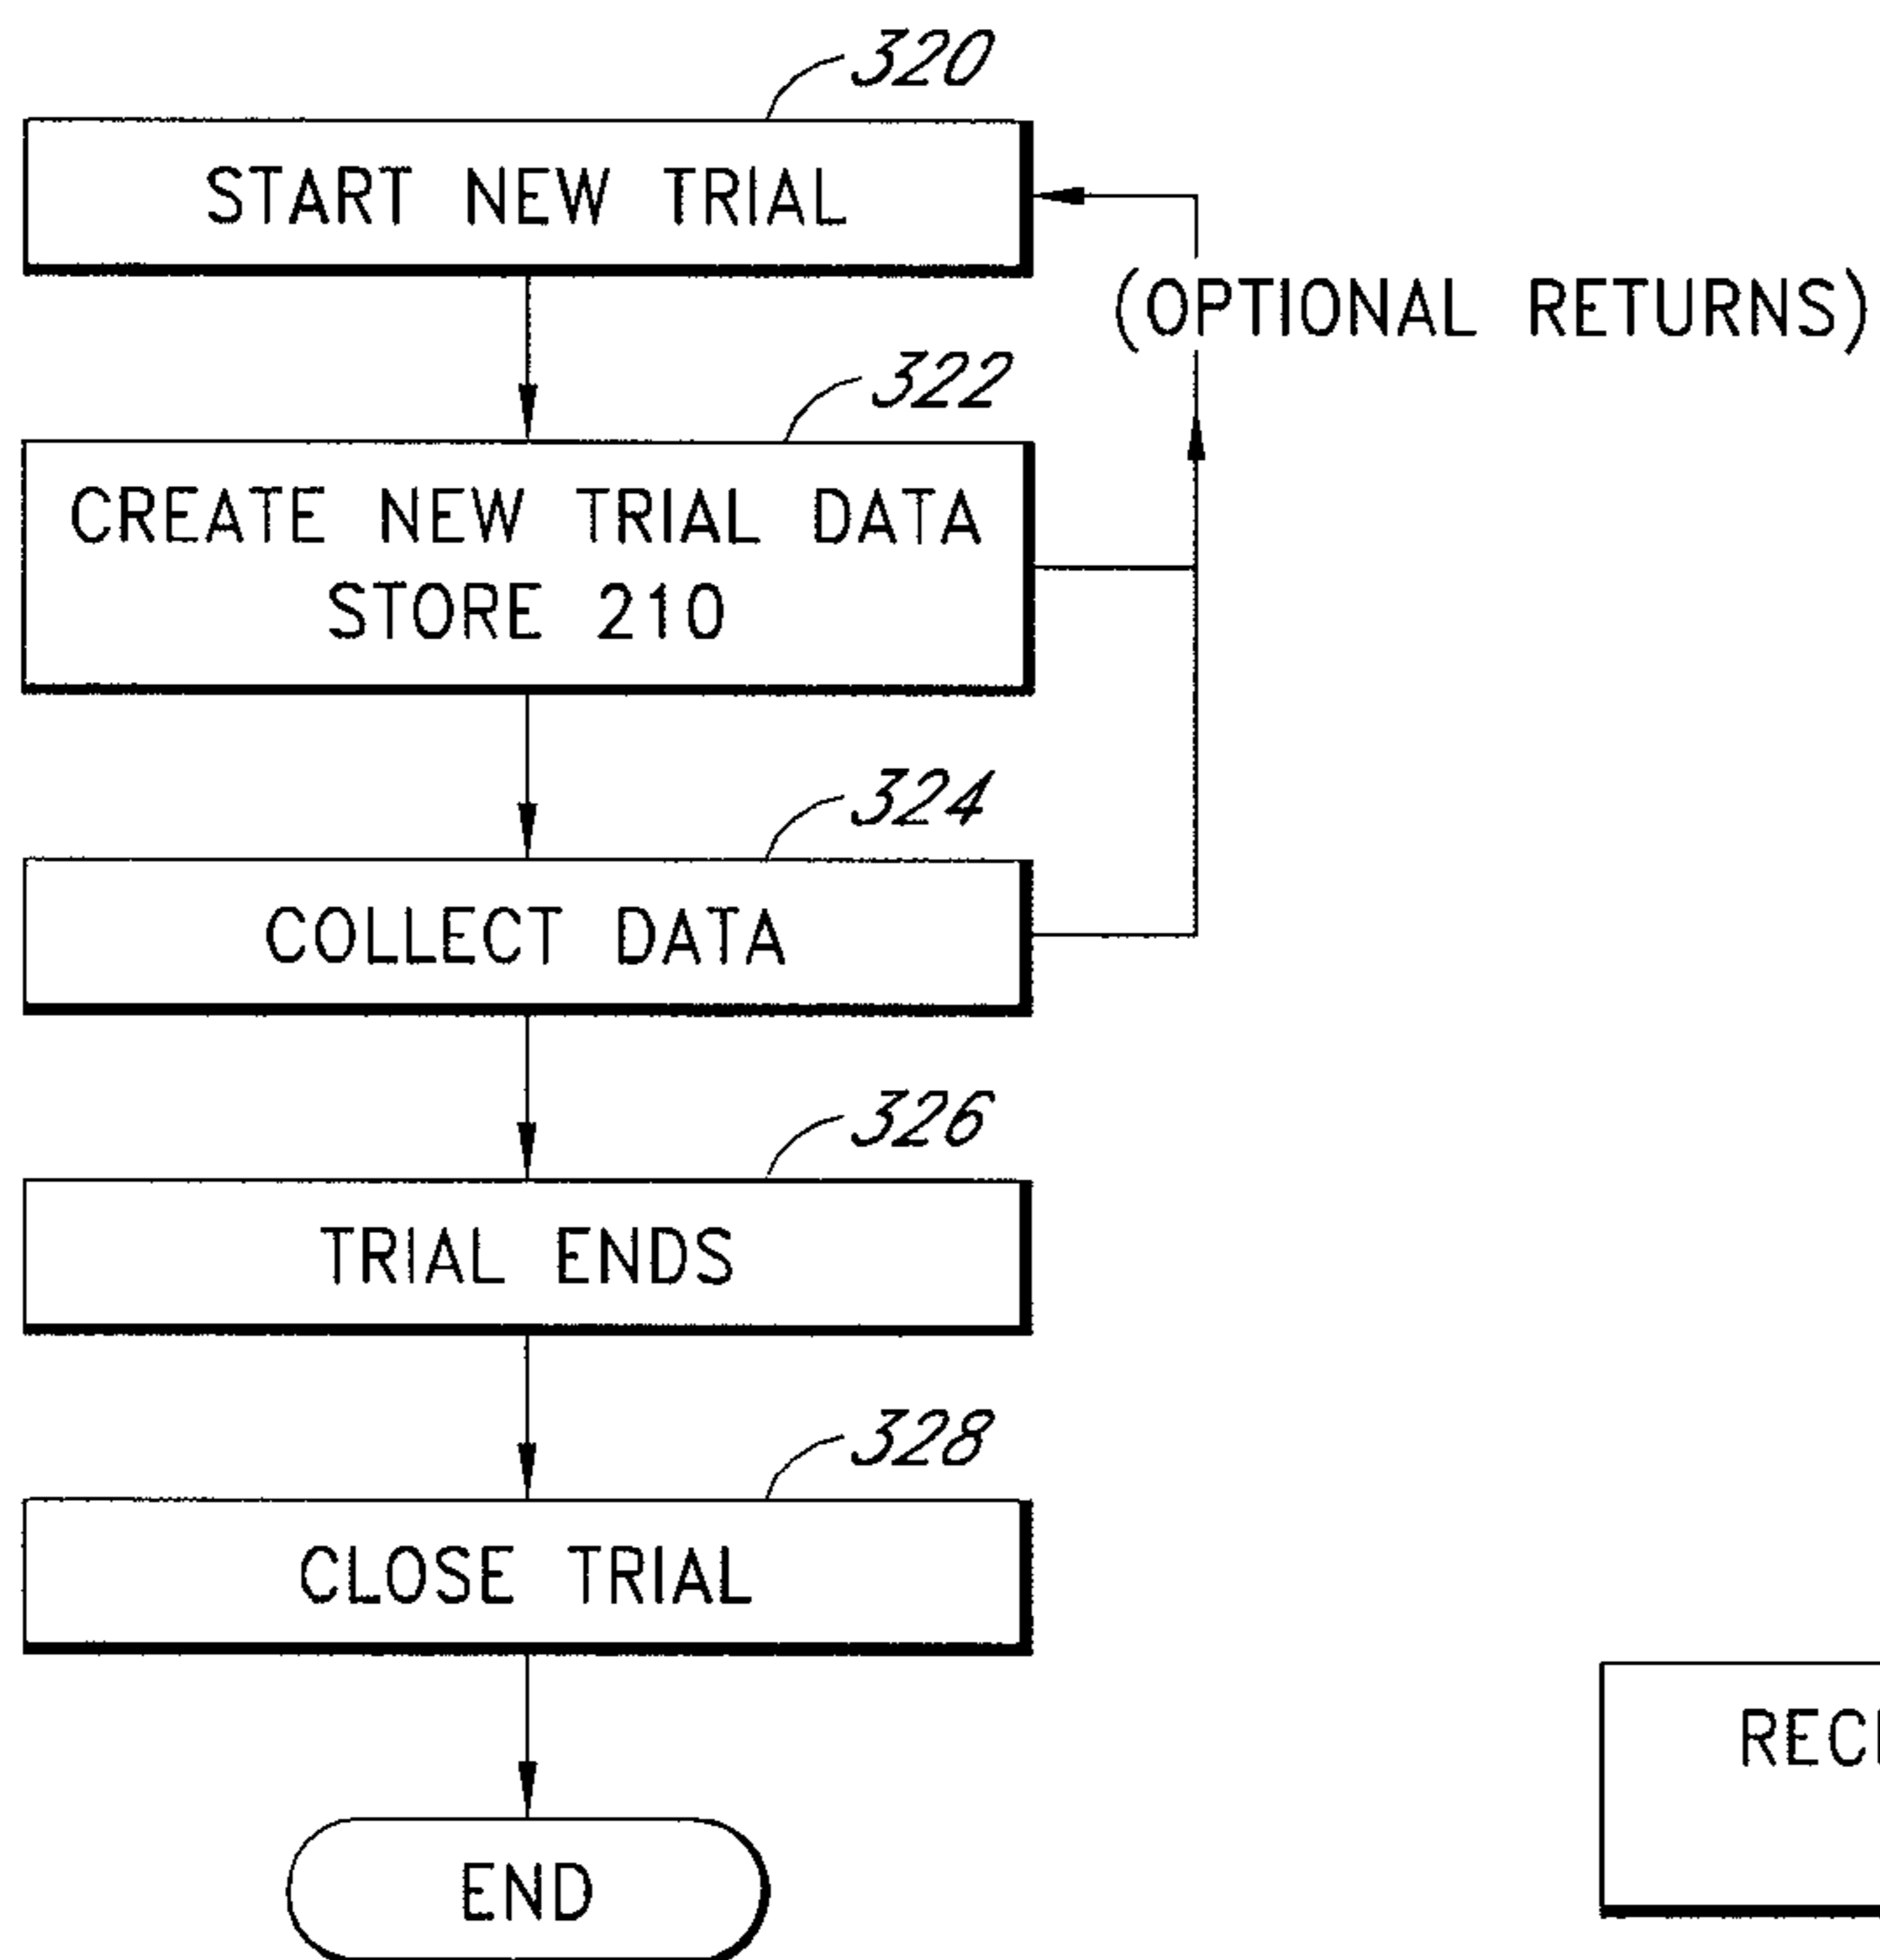 320
START NEW TRIAL
(OPTIONAL RETURNS)
322
CREATE NEW TRIAL DATA
STORE 210
324
COLLECT DATA
326
TRIAL ENDS
328
CLOSE TRIAL
END